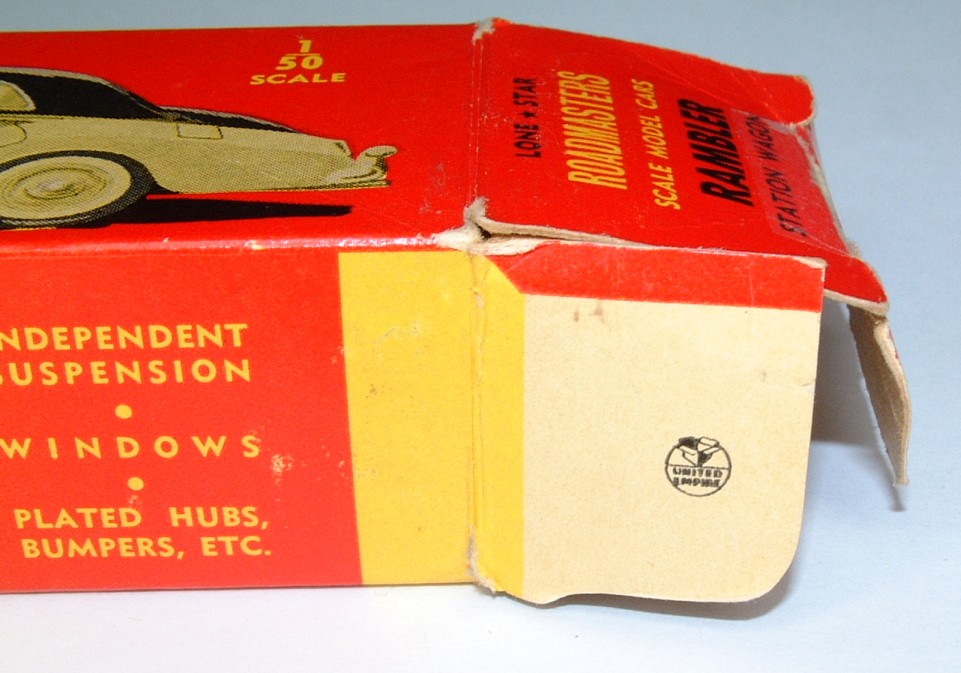 1
50
SCALE
LONE ★ STAR
ROADMASTERS
SCALE MODEL CARS
RAMBLER
STATION WAGON
NDEPENDENT
SUSPENSION
•
WINDOWS
•
PLATED HUBS,
BUMPERS, ETC.
UNITED
EMPIRE